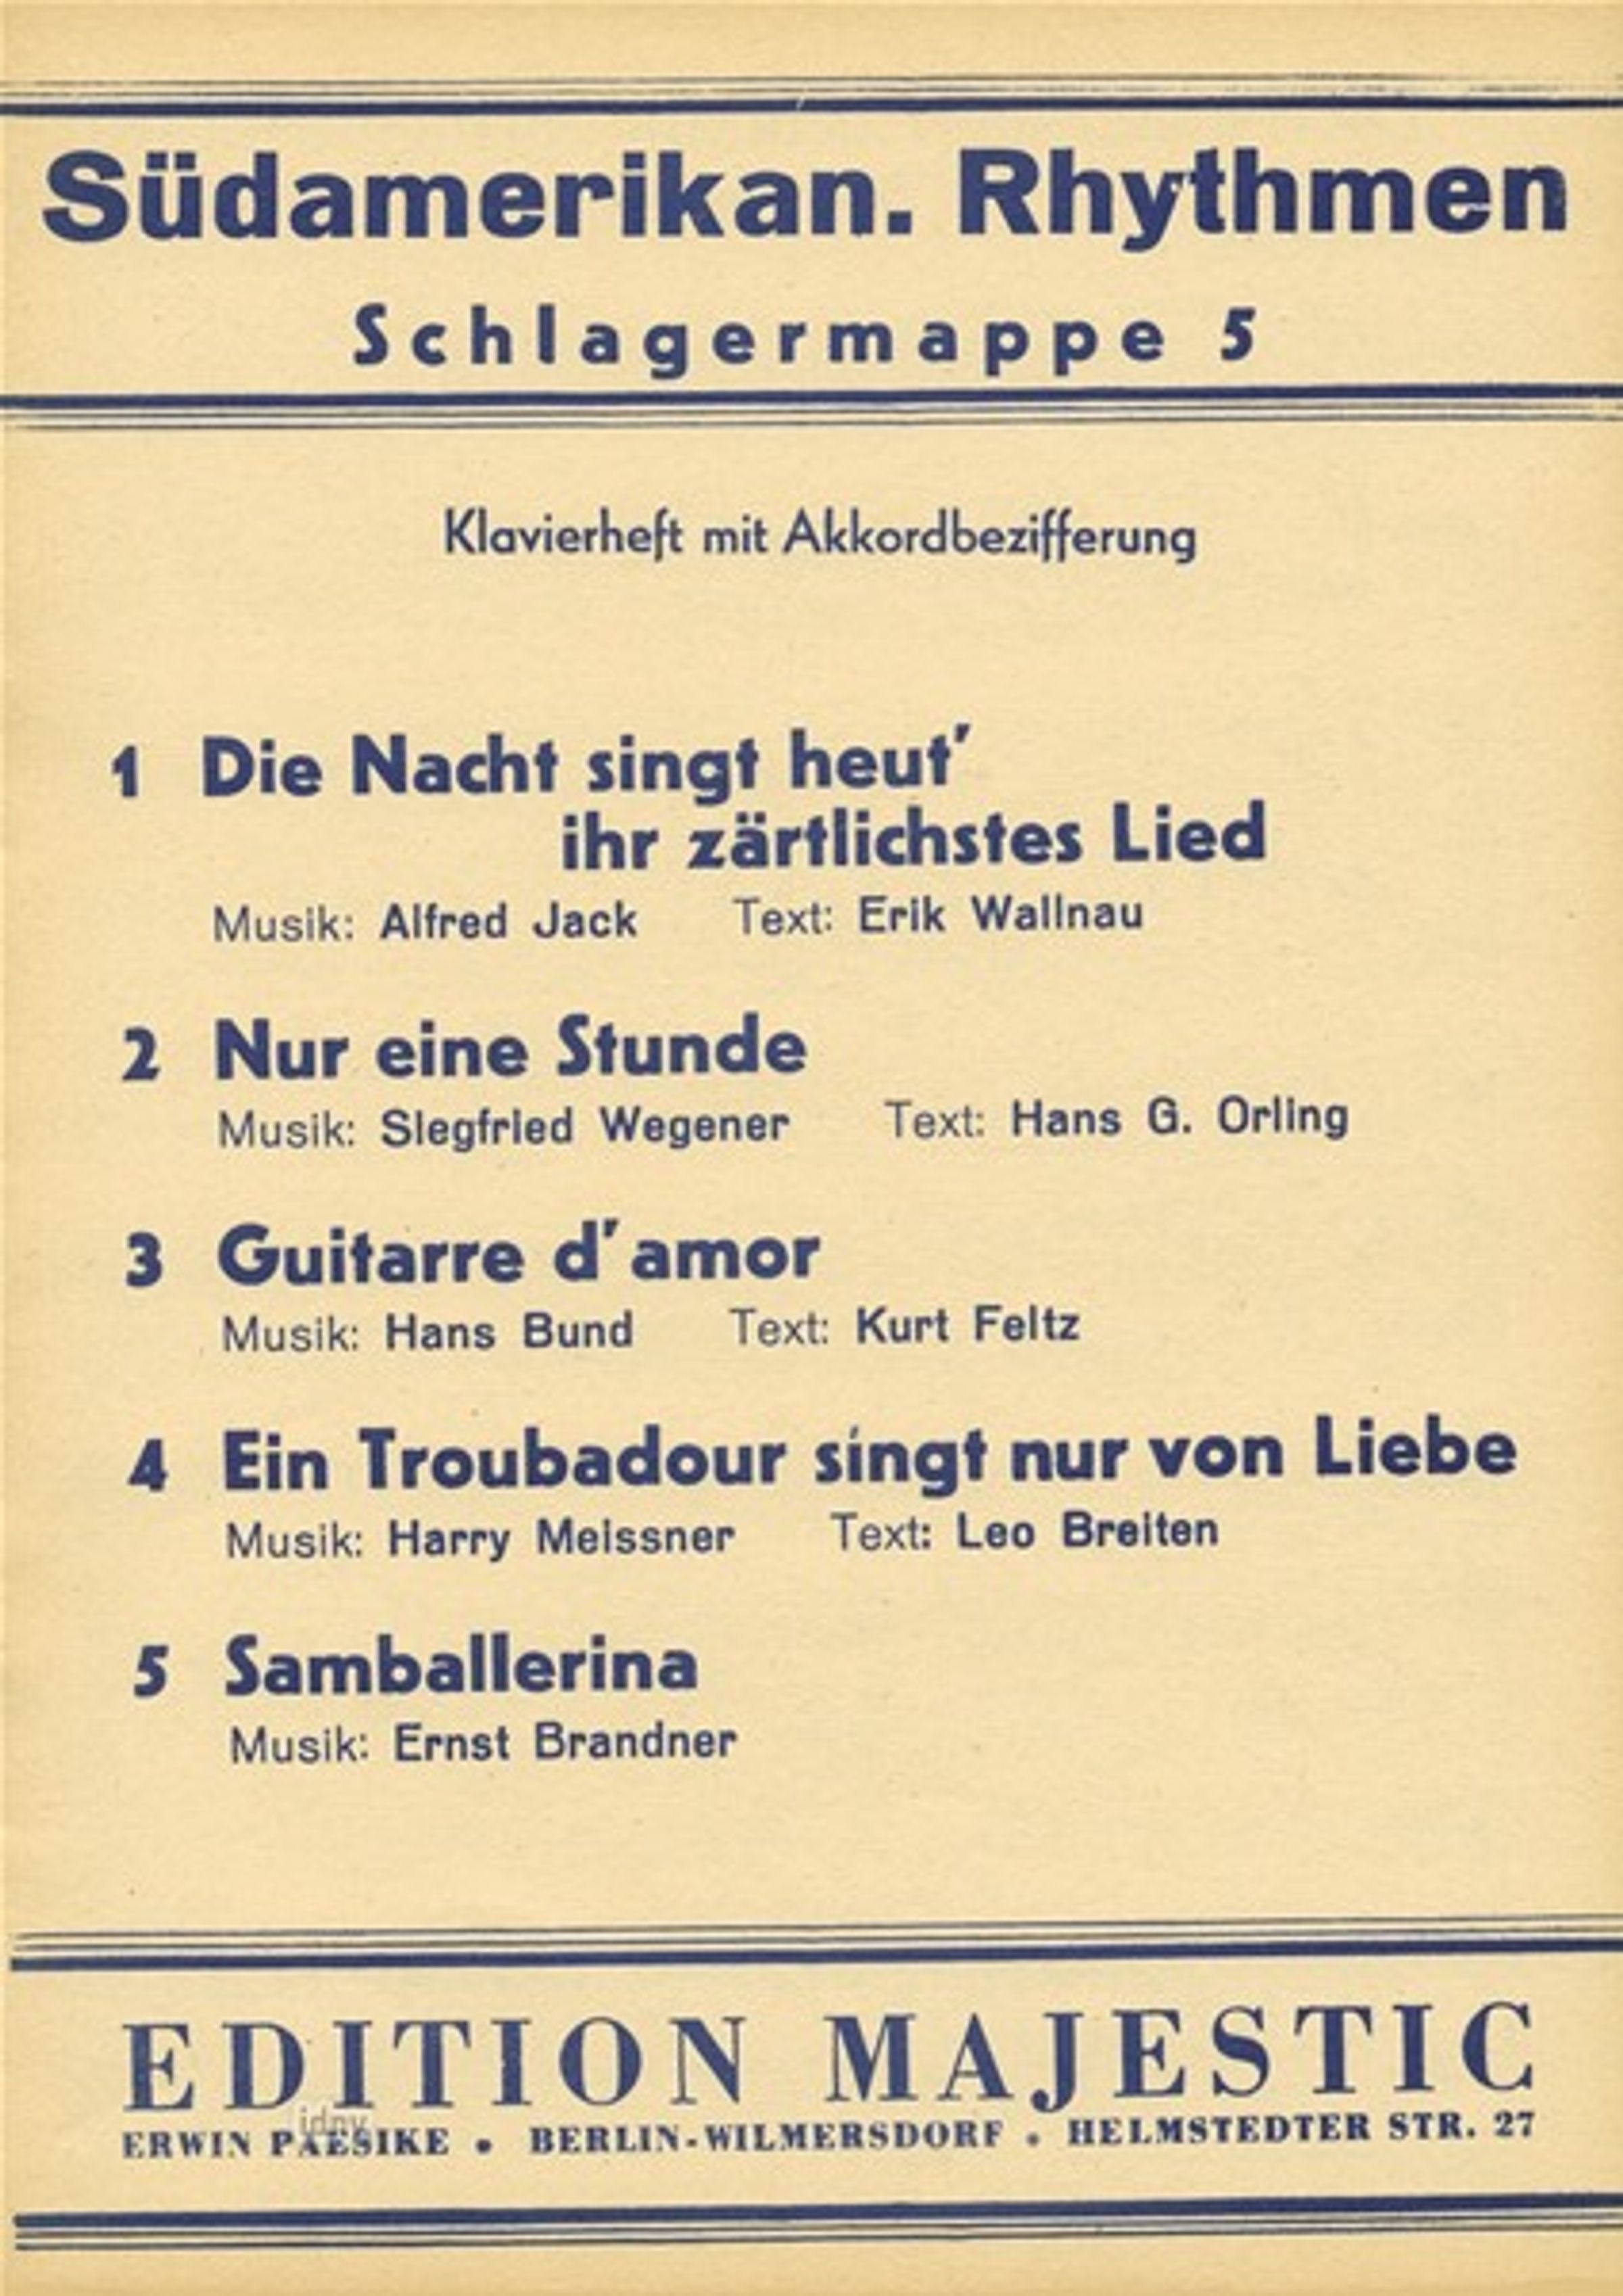 Südamerikan. Rhythmen
Schlagermappe 5
Klavierheft mit Akkordbezifferung
1 Die Nacht singt heut'
ihr zärtlichstes Lied
Musik: Alfred Jack Text: Erik Wallnau
2 Nur eine Stunde
Musik: Siegfried Wegener Text: Hans G. Orling
3 Guitarre d'amor
Musik: Hans Bund Text: Kurt Feltz
4 Ein Troubadour singt nur von Liebe
Musik: Harry Meissner Text: Leo Breiten
5 Samballerina
Musik: Ernst Brandner
EDITION MAJESTIC
idnv
ERWIN PAESIKE • BERLIN-WILMERSDORF • HELMSTEDTER STR. 27